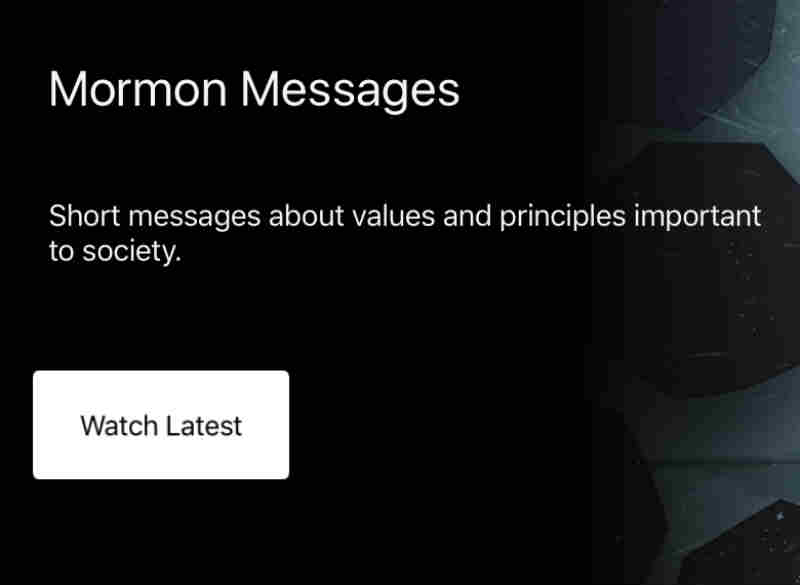 Mormon Messages
Short messages about values and principles important
to society.
Watch Latest